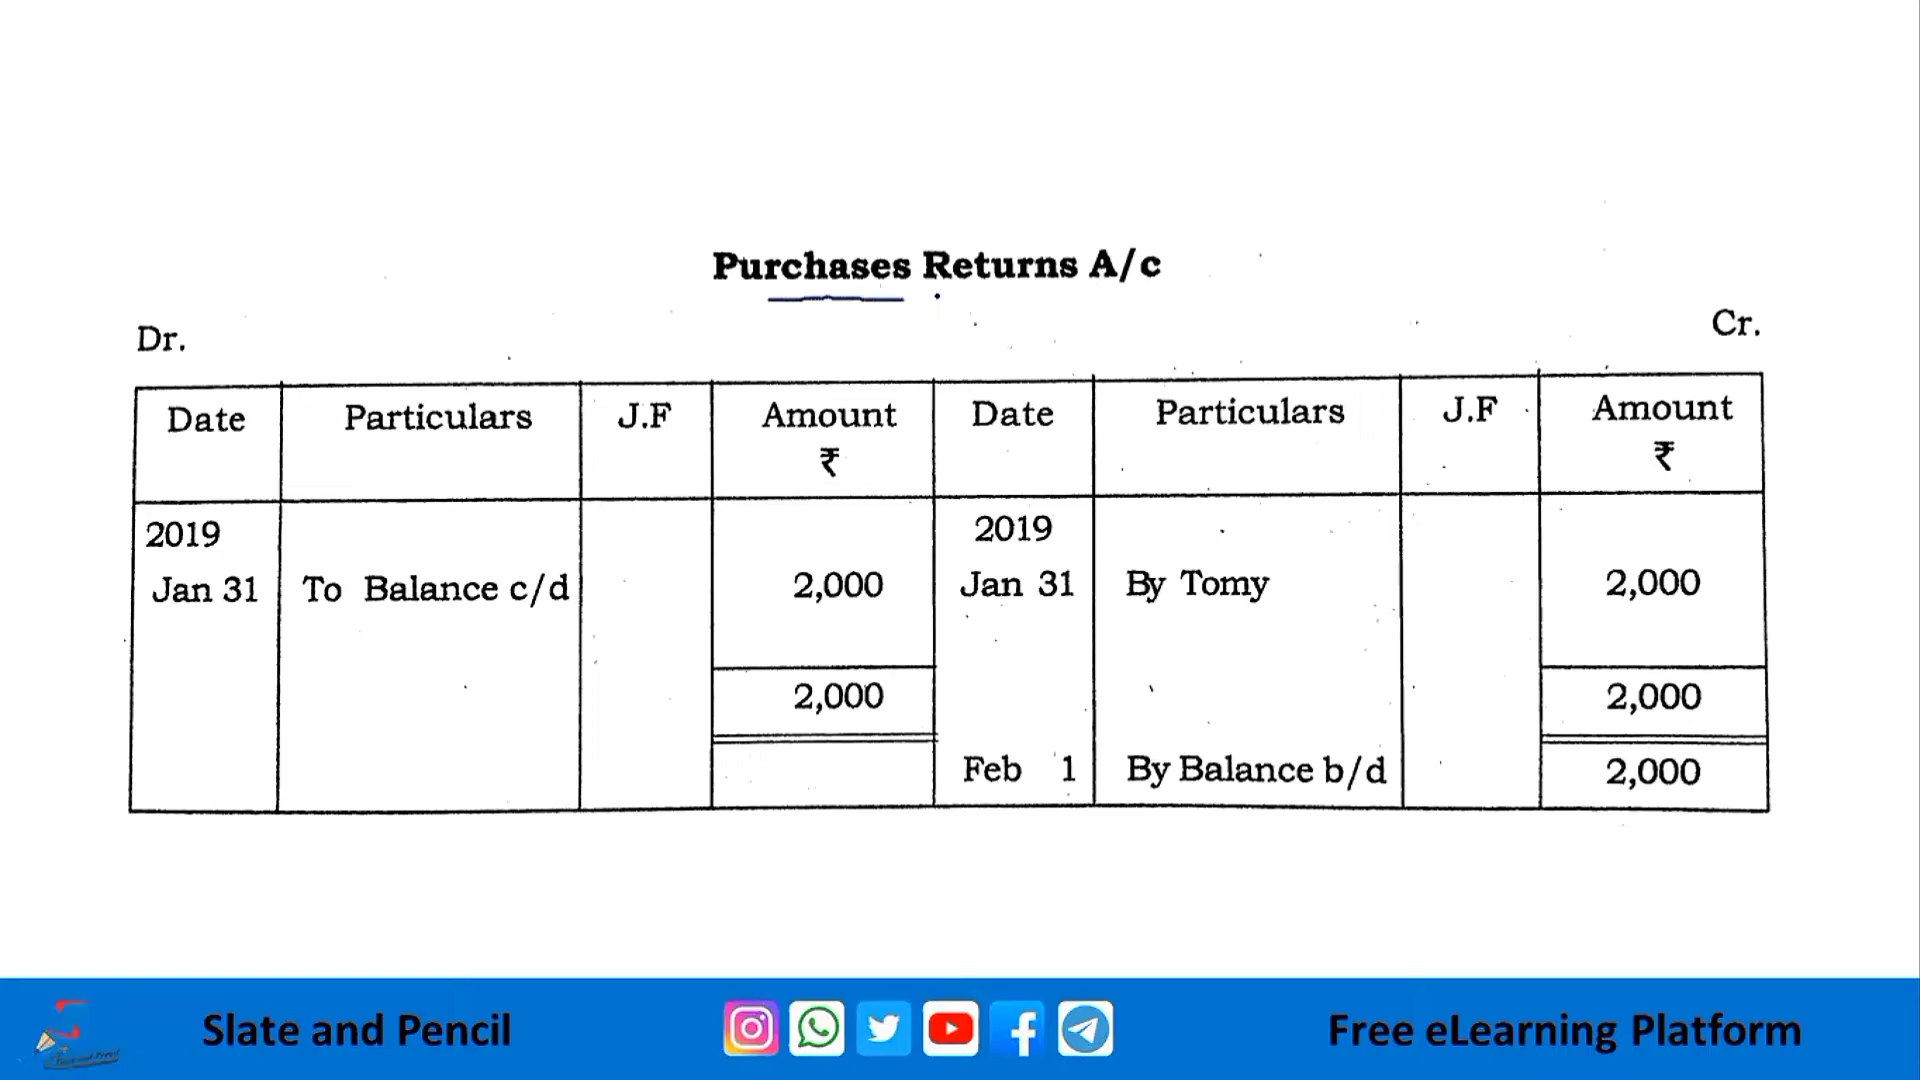 Purchases Returns A/c
Dr. Cr.
Date Particulars J.F Amount ₹ Date Particulars J.F Amount ₹
2019 2019
Jan 31 To Balance c/d 2,000 Jan 31 By Tomy 2,000
2,000 2,000
Feb 1 By Balance b/d 2,000
Slate and Pencil Free eLearning Platform